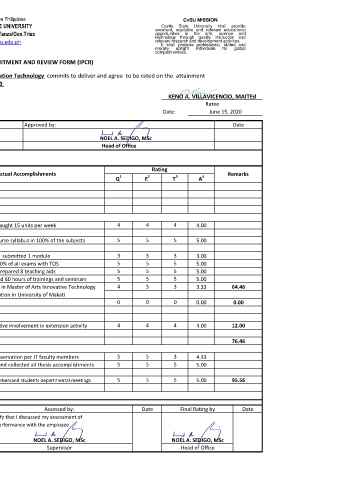 Philippines
CvSU MISSION
E UNIVERSITY
Cavite State University shall provide
excellent, equitable and relevant educational
opportunities in the arts, science and
technology through quality instruction and
relevant research and development activities.
It shall produce professional, skilled and
morally upright individuals for global
competitiveness.
Tanza/Gen.Trias
u.edu.ph
ITMENT AND REVIEW FORM (IPCR)
ation Technology commits to deliver and agree to be rated on the attainment
KENO A. VILLAVICENCIO, MAITEd
Ratee
Date: June 15, 2020
Approved by: Date
NOEL A. SEDIGO, MSc
Head of Office
ctual Accomplishments Rating Remarks
Q1 E2 T3 A4
aught 15 units per week 4 4 4 4.00
urse syllabus in 100% of the subjects 5 5 5 5.00
submitted 1 module 3 3 3 3.00
0% of all exams with TOS 5 5 5 5.00
repared 8 teaching aids 5 5 5 5.00
d 60 hours of trainings and seminars 5 5 5 5.00
in Master of Arts Innovative Technology 4 3 3 3.33 64.46
ation in University of Makati
0 0 0 0.00 0.00
tive involvement in extension activity 4 4 4 4.00 12.00
76.46
servation per IT faculty members 5 5 3 4.33
nd collected all thesis accomplishments 5 5 5 5.00
mbers and students departmental meetings 5 5 5 5.00 95.56
Assessed by: Date Final Rating by Date
fy that I discussed my assessment of
erformance with the employee
NOEL A. SEDIGO, MSc NOEL A. SEDIGO, MSc
Supervisor Head of Office